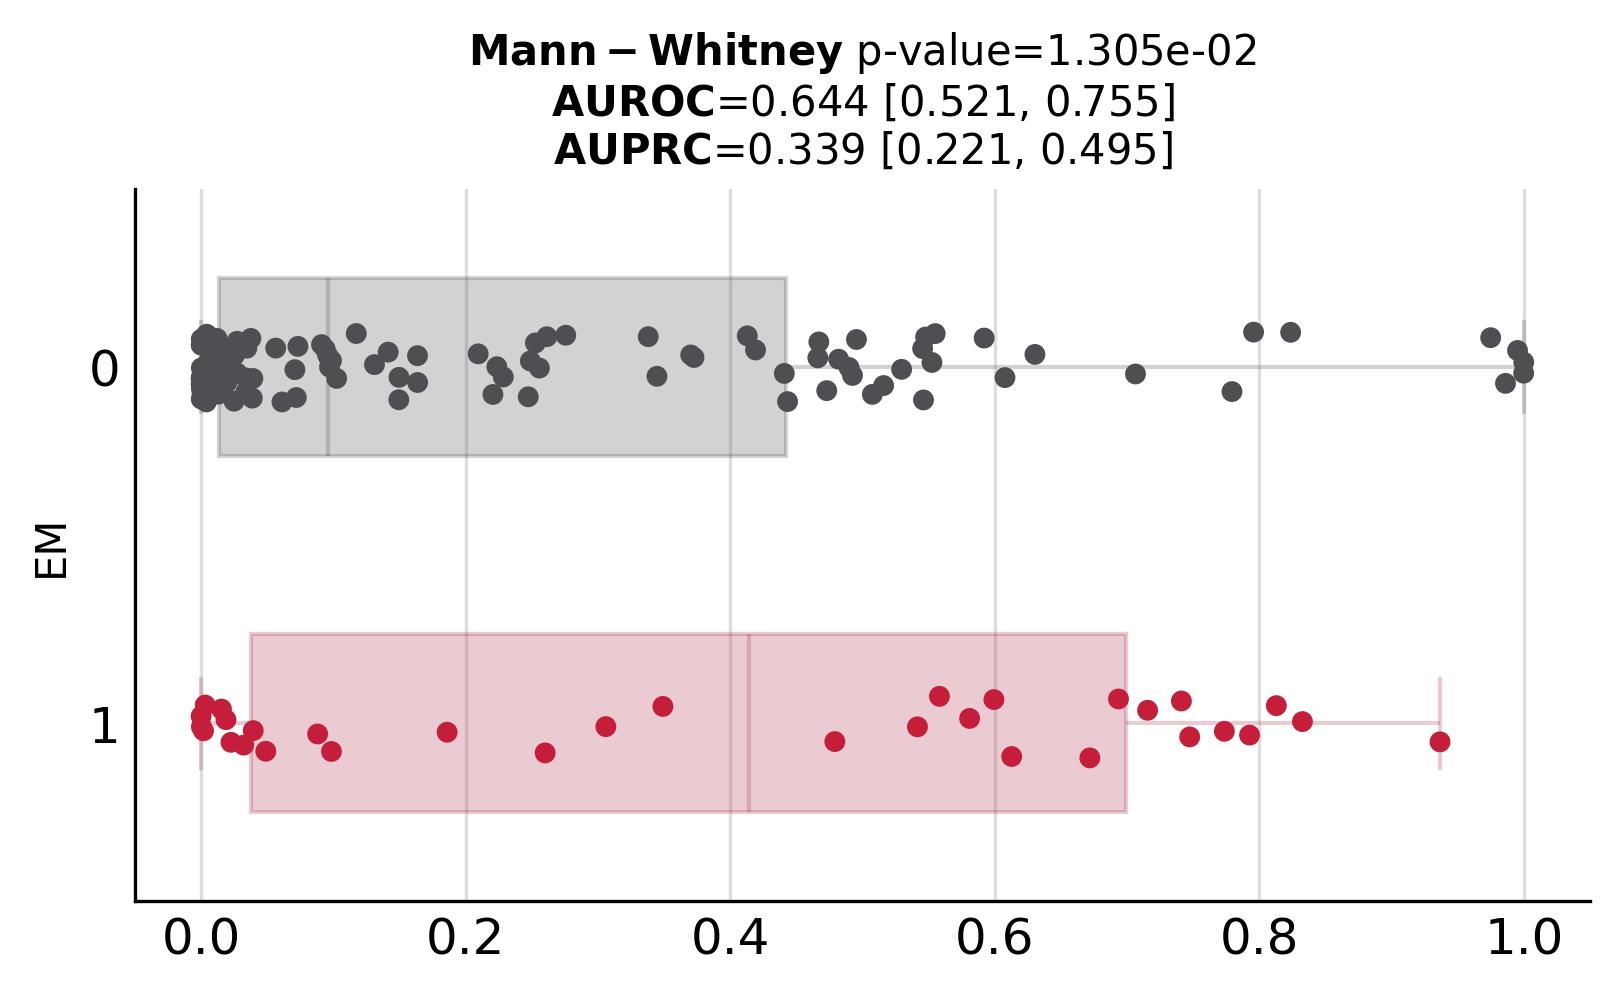 Mann−Whitney p-value=1.305e-02
AUROC=0.644 [0.521, 0.755]
AUPRC=0.339 [0.221, 0.495]
0
EM
1
0.0 0.2 0.4 0.6 0.8 1.0